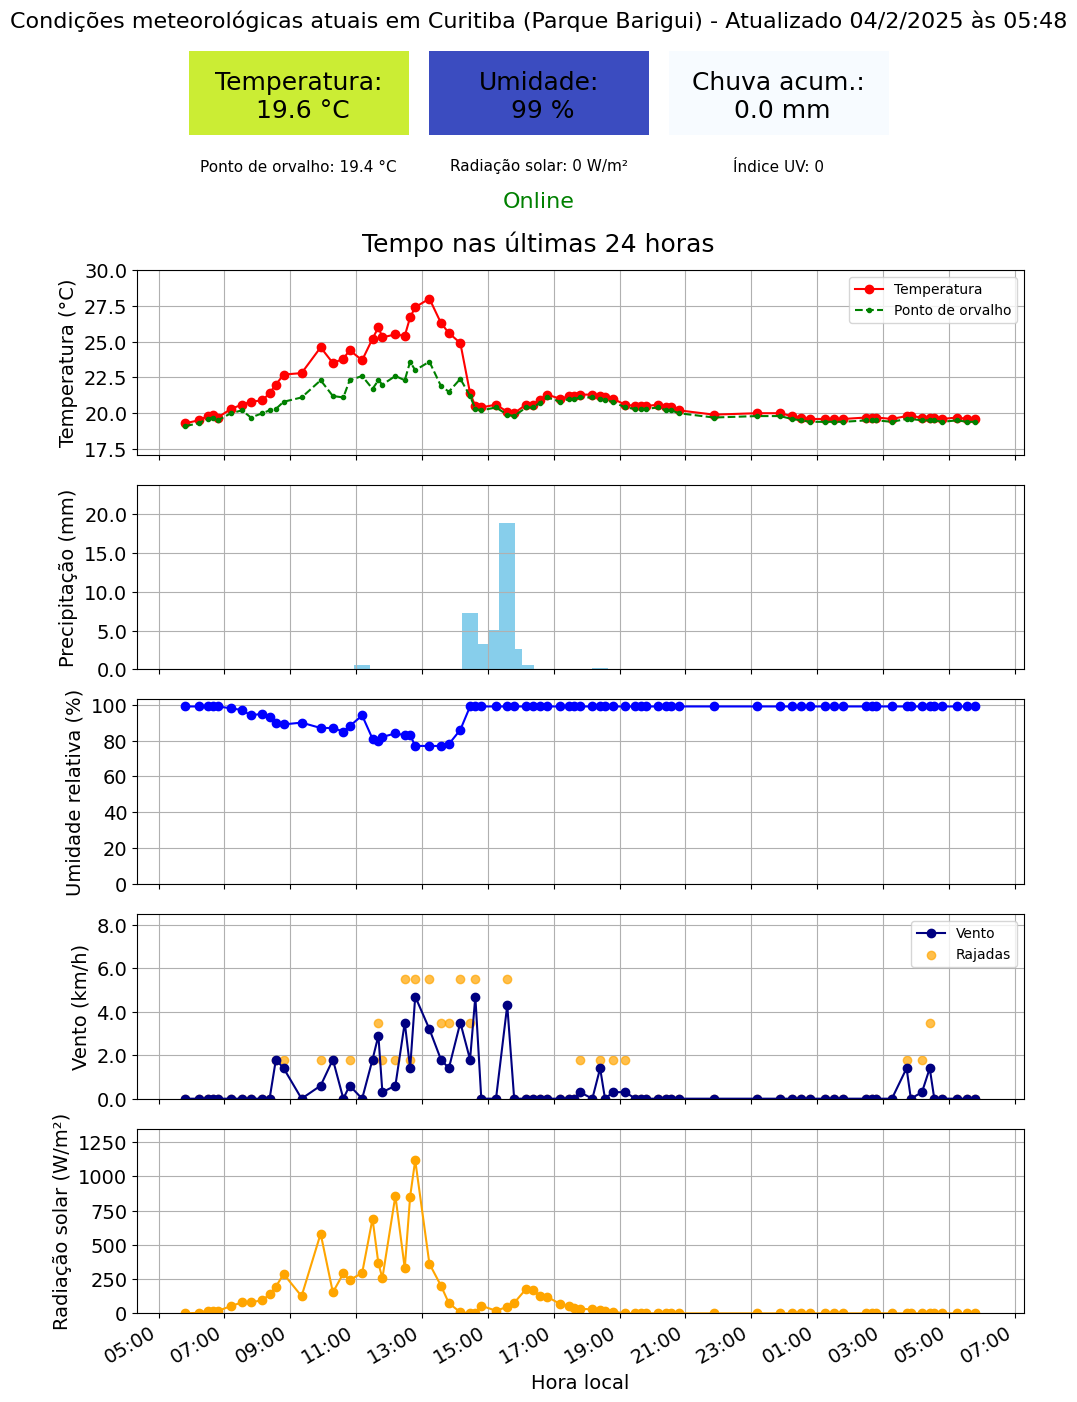 Condições meteorológicas atuais em Curitiba (Parque Barigui) - Atualizado 04/2/2025 às 05:48
Temperatura:
19.6 °C
Umidade:
99 %
Chuva acum.:
0.0 mm
Ponto de orvalho: 19.4 °C
Radiação solar: 0 W/m²
Índice UV: 0
Online
Tempo nas últimas 24 horas
Temperatura (°C)
30.0
27.5
25.0
22.5
20.0
17.5
Temperatura
Ponto de orvalho
Precipitação (mm)
20.0
15.0
10.0
5.0
0.0
Umidade relativa (%)
100
80
60
40
20
0
Vento (km/h)
8.0
6.0
4.0
2.0
0.0
Vento
Rajadas
Radiação solar (W/m²)
1250
1000
750
500
250
0
05:00
07:00
09:00
11:00
13:00
15:00
17:00
19:00
21:00
23:00
01:00
03:00
05:00
07:00
Hora local